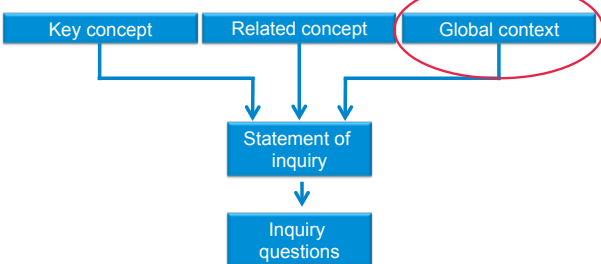 Key concept
Related concept
Global context
Statement of
inquiry
Inquiry
questions